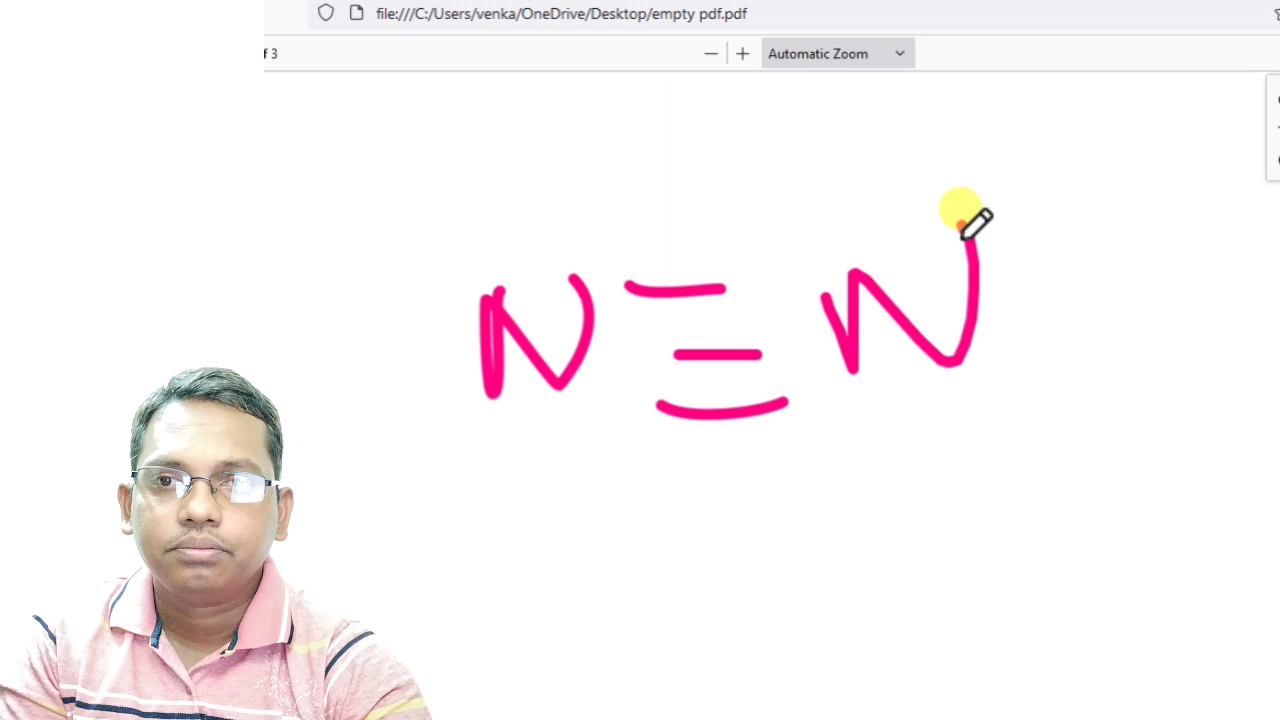 file:///C:/Users/venka/OneDrive/Desktop/empty pdf.pdf
f 3 − + Automatic Zoom
N ≡ N